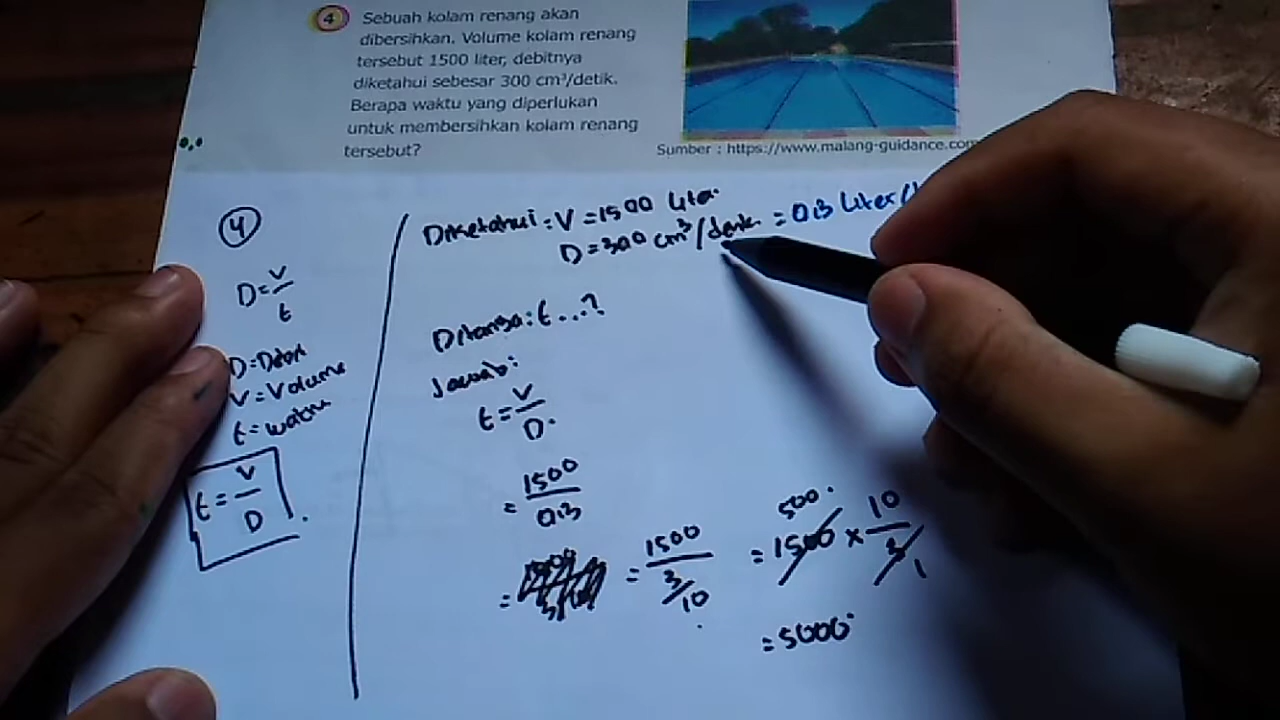 4 Sebuah kolam renang akan
dibersihkan. Volume kolam renang
tersebut 1500 liter, debitnya
diketahui sebesar 300 cm³/detik.
Berapa waktu yang diperlukan
untuk membersihkan kolam renang
tersebut?
Sumber : https://www.malang-guidance.com
4
D = V/t
D = Debit
V = Volume
t = waktu
t = V/D
Diketahui = V = 1500 liter
D = 300 cm³/detik = 0,3 Liter/
Ditanya : t ...?
Jawab :
t = V/D
= 1500/0,3
= = 1500/3/10 = 1500 500 × 10/3 1
= 5000